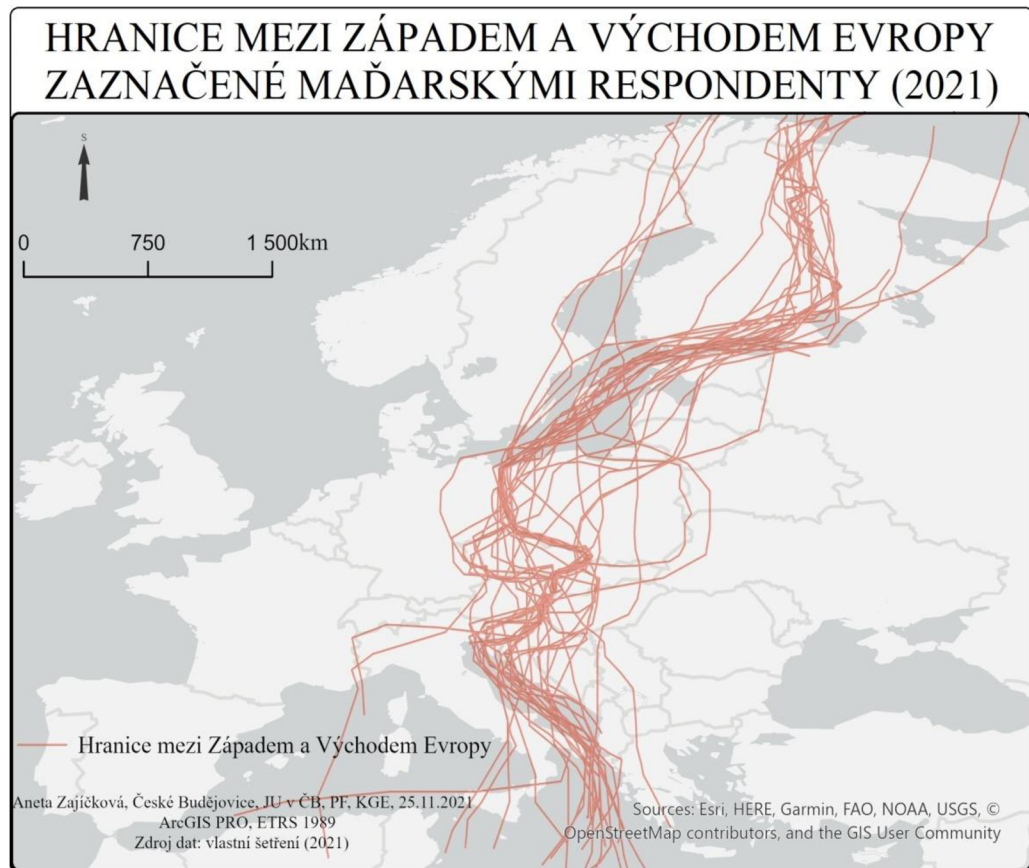 HRANICE MEZI ZÁPADEM A VÝCHODEM EVROPY
ZAZNAČENÉ MAĎARSKÝMI RESPONDENTY (2021)
S
0 750 1 500km
Hranice mezi Západem a Východem Evropy
Aneta Zajíčková, České Budějovice, JU v ČB, PF, KGE, 25.11.2021
ArcGIS PRO, ETRS 1989
Zdroj dat: vlastní šetření (2021)
Sources: Esri, HERE, Garmin, FAO, NOAA, USGS, ©
OpenStreetMap contributors, and the GIS User Community